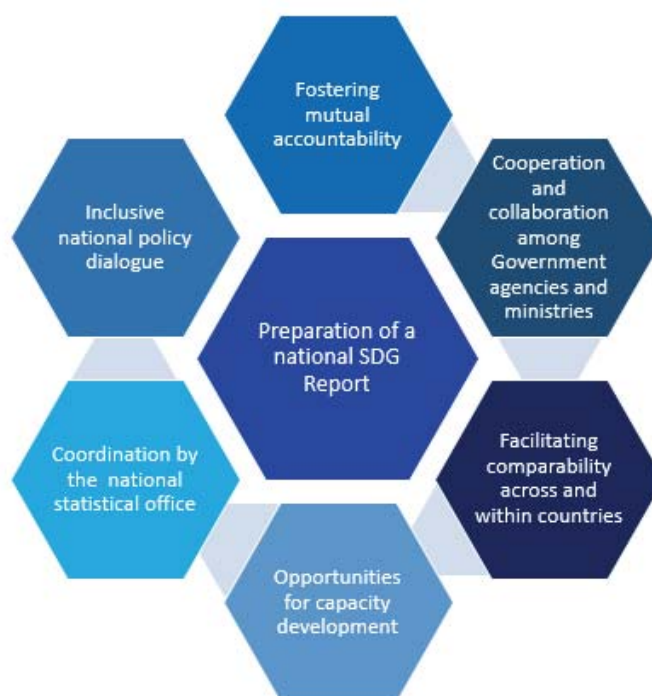 Fostering
mutual
accountability
Cooperation
and
collaboration
among
Government
agencies and
ministries
Inclusive
national policy
dialogue
Preparation of a
national SDG
Report
Facilitating
comparability
across and
within countries
Coordination by
the national
statistical office
Opportunities
for capacity
development